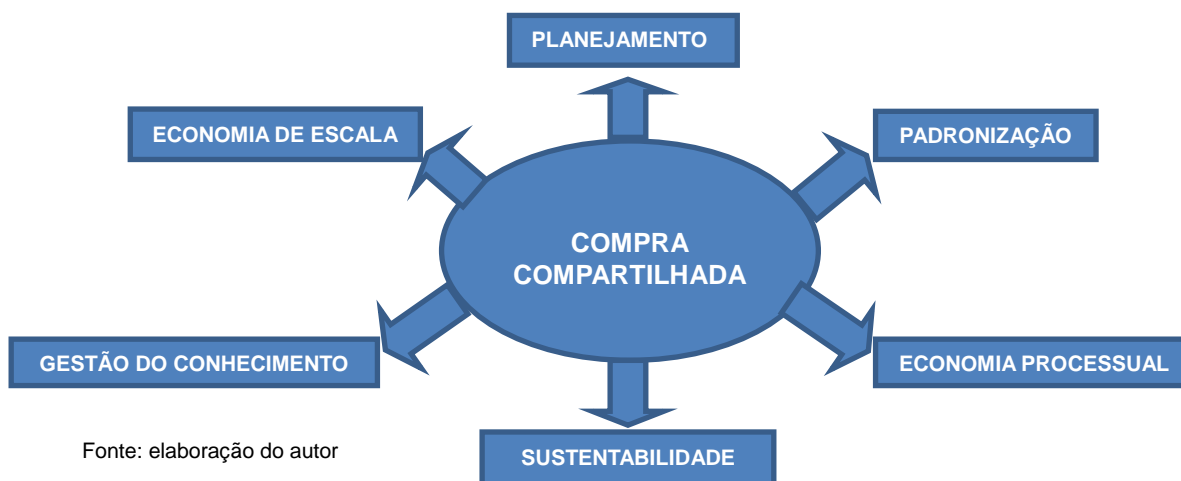 PLANEJAMENTO
ECONOMIA DE ESCALA
PADRONIZAÇÃO
COMPRA
COMPARTILHADA
GESTÃO DO CONHECIMENTO
ECONOMIA PROCESSUAL
SUSTENTABILIDADE
Fonte: elaboração do autor